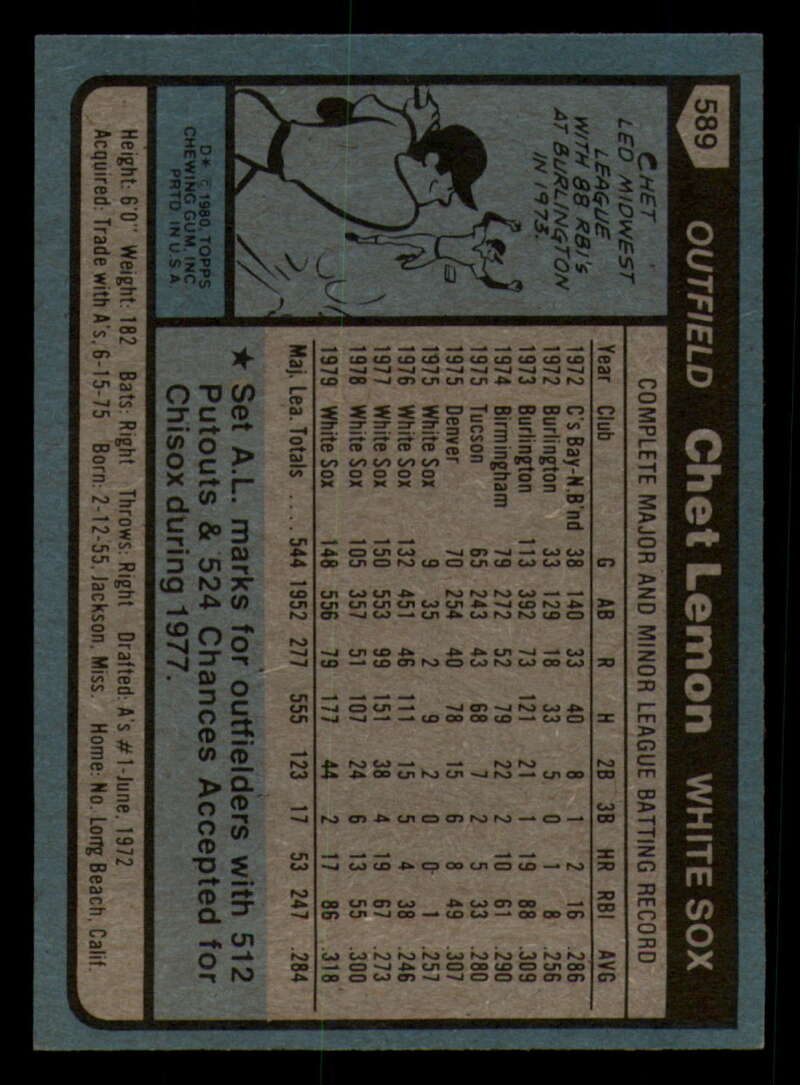 589 OUTFIELD Chet Lemon WHITE SOX
CHET
LED MIDWEST
LEAGUE
WITH 88 RBI'S
AT BURLINGTON
IN 1973.
D* © 1980 TOPPS
CHEWING GUM, INC.
PRTD. IN U.S.A.
COMPLETE MAJOR AND MINOR LEAGUE BATTING RECORD
Year Club G AB R H 2B 3B HR RBI AVG
1972 C's Bay-N.B'nd 38 140 33 40 8 1 2 16 .286
1972 Burlington 33 129 18 33 5 0 1 8 .256
1973 Burlington 113 392 73 121 21 1 19 88 .309
1974 Birmingham 79 272 52 79 22 2 10 61 .290
1975 Tucson 65 243 43 68 7 2 5 33 .280
1975 Denver 70 254 40 78 15 6 8 49 .307
1975 White Sox 9 35 2 9 2 0 0 1 .257
1976 White Sox 132 451 46 111 15 5 4 38 .246
1977 White Sox 150 553 99 151 38 4 19 67 .273
1978 White Sox 105 357 51 107 24 6 13 55 .300
1979 White Sox 148 556 79 177 44 2 17 86 .318
Maj. Lea. Totals .... 544 1952 277 555 123 17 53 247 .284
★ Set A.L. marks for outfielders with 512
Putouts & 524 Chances Accepted for
Chisox during 1977.
Height: 6'0" Weight: 182 Bats: Right Throws: Right Drafted: A's #1-June, 1972
Acquired: Trade with A's, 6-15-75 Born: 2-12-55, Jackson, Miss. Home: No. Long Beach, Calif.